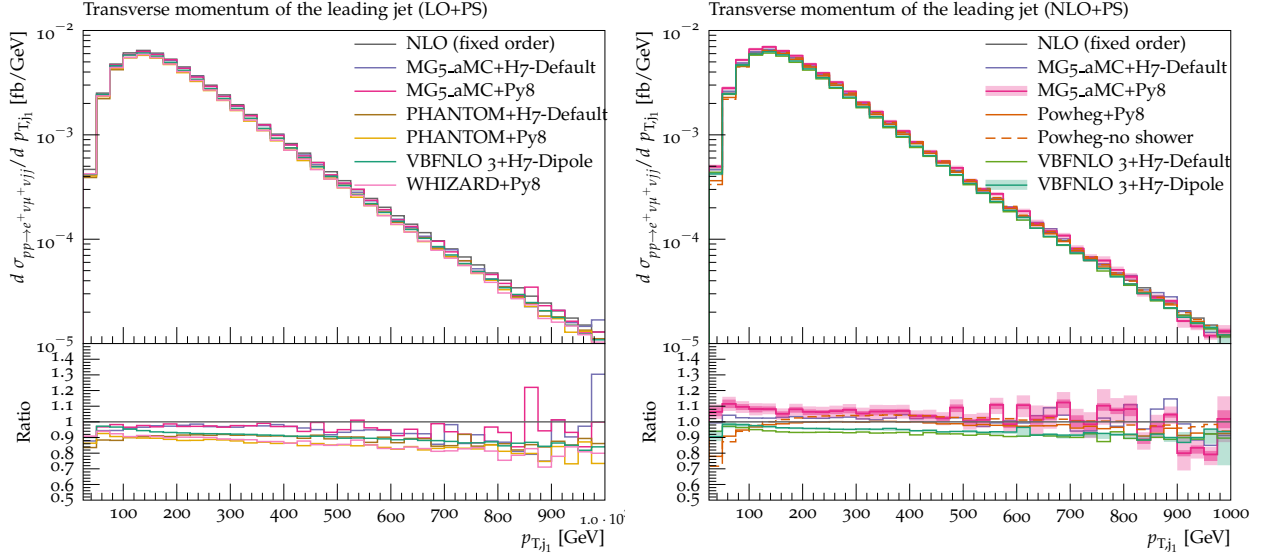 Transverse momentum of the leading jet (LO+PS)
NLO (fixed order)
MG5_aMC+H7-Default
MG5_aMC+Py8
PHANTOM+H7-Default
PHANTOM+Py8
VBFNLO 3+H7-Dipole
WHIZARD+Py8
10⁻²
10⁻³
10⁻⁴
10⁻⁵
d σ_{pp→e⁺νμ⁺νjj}/d p_{T,j₁} [fb/GeV]
1.4
1.3
1.2
1.1
1.0
0.9
0.8
0.7
0.6
0.5
Ratio
100 200 300 400 500 600 700 800 900 1.0 · 10
p_{T,j₁} [GeV]
Transverse momentum of the leading jet (NLO+PS)
NLO (fixed order)
MG5_aMC+H7-Default
MG5_aMC+Py8
Powheg+Py8
Powheg-no shower
VBFNLO 3+H7-Default
VBFNLO 3+H7-Dipole
10⁻²
10⁻³
10⁻⁴
10⁻⁵
d σ_{pp→e⁺νμ⁺νjj}/d p_{T,j₁} [fb/GeV]
1.4
1.3
1.2
1.1
1.0
0.9
0.8
0.7
0.6
0.5
Ratio
100 200 300 400 500 600 700 800 900 1000
p_{T,j₁} [GeV]